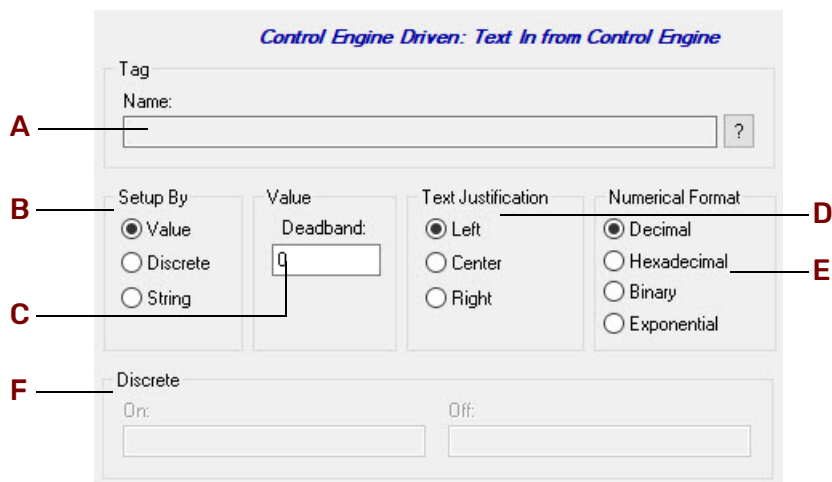 Control Engine Driven: Text In from Control Engine
Tag
Name:
A
?
B
Setup By
Value
Text Justification
Numerical Format
D
Value
Deadband:
Left
Decimal
Discrete
0
Center
Hexadecimal
E
String
Right
Binary
C
Exponential
F
Discrete
On:
Off: